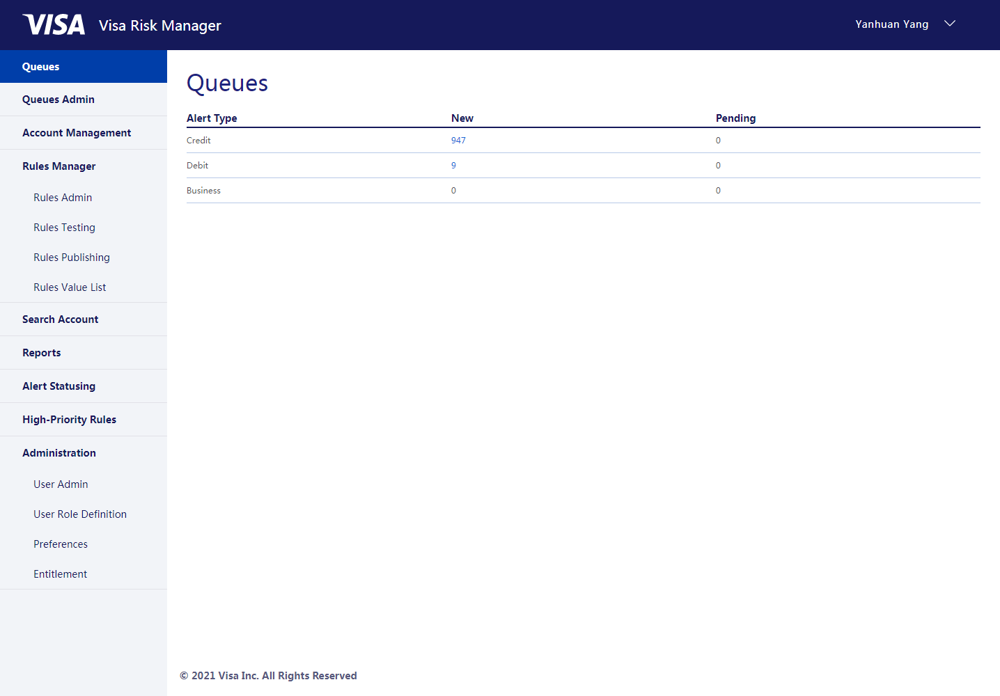 VISA Visa Risk Manager Yanhuan Yang
Queues
Queues Admin
Account Management
Rules Manager
Rules Admin
Rules Testing
Rules Publishing
Rules Value List
Search Account
Reports
Alert Statusing
High-Priority Rules
Administration
User Admin
User Role Definition
Preferences
Entitlement
Queues
Alert Type New Pending
Credit 947 0
Debit 9 0
Business 0 0
© 2021 Visa Inc. All Rights Reserved